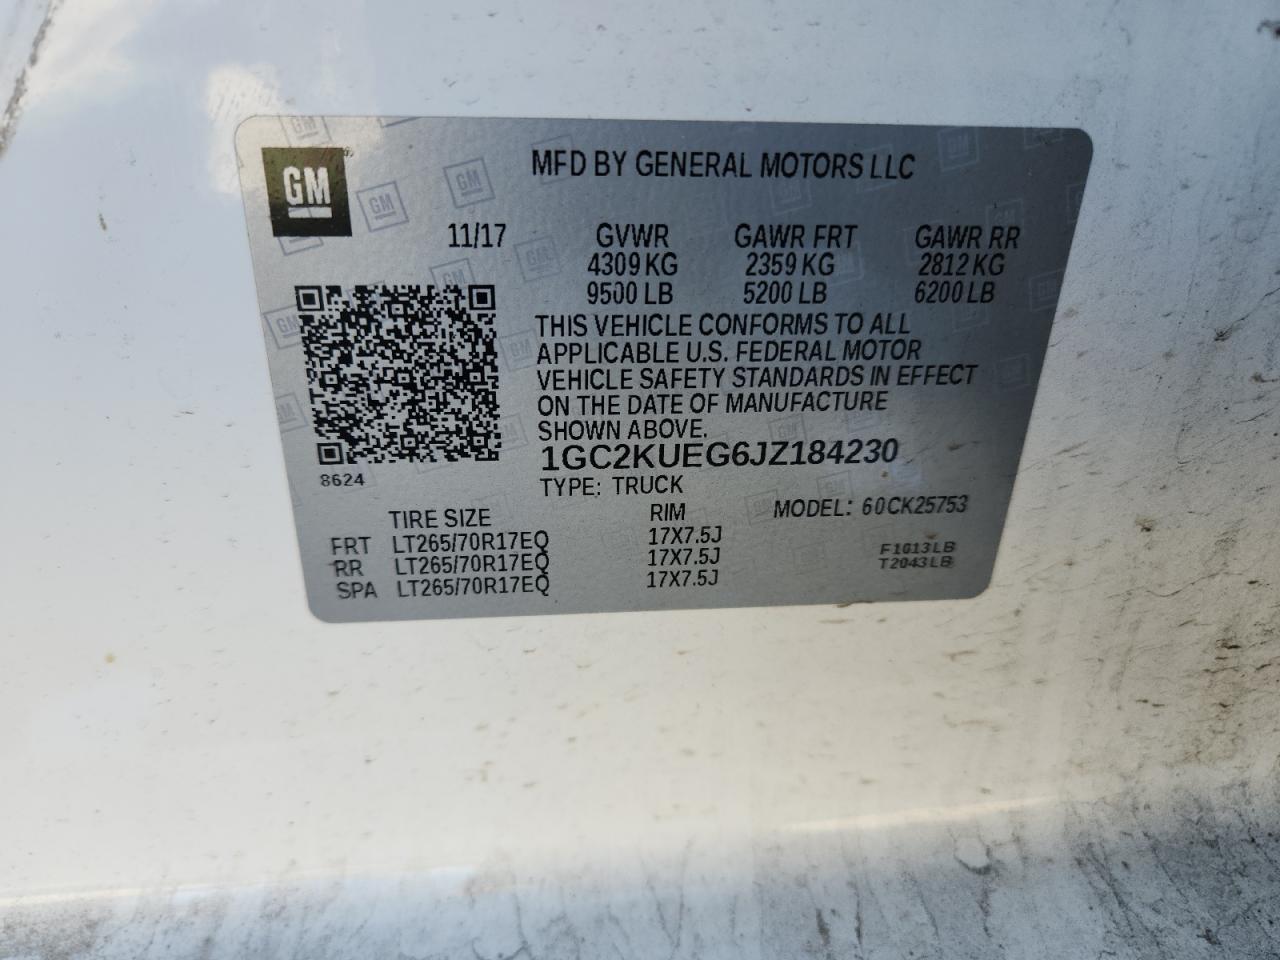 GM
MFD BY GENERAL MOTORS LLC
11/17 GVWR GAWR FRT GAWR RR
4309 KG 2359 KG 2812 KG
9500 LB 5200 LB 6200 LB
THIS VEHICLE CONFORMS TO ALL
APPLICABLE U.S. FEDERAL MOTOR
VEHICLE SAFETY STANDARDS IN EFFECT
ON THE DATE OF MANUFACTURE
SHOWN ABOVE.
1GC2KUEG6JZ184230
8624
TYPE: TRUCK
TIRE SIZE RIM MODEL: 60CK25753
FRT LT265/70R17EQ 17X7.5J
RR LT265/70R17EQ 17X7.5J
SPA LT265/70R17EQ 17X7.5J
F1013LB
T2043LB